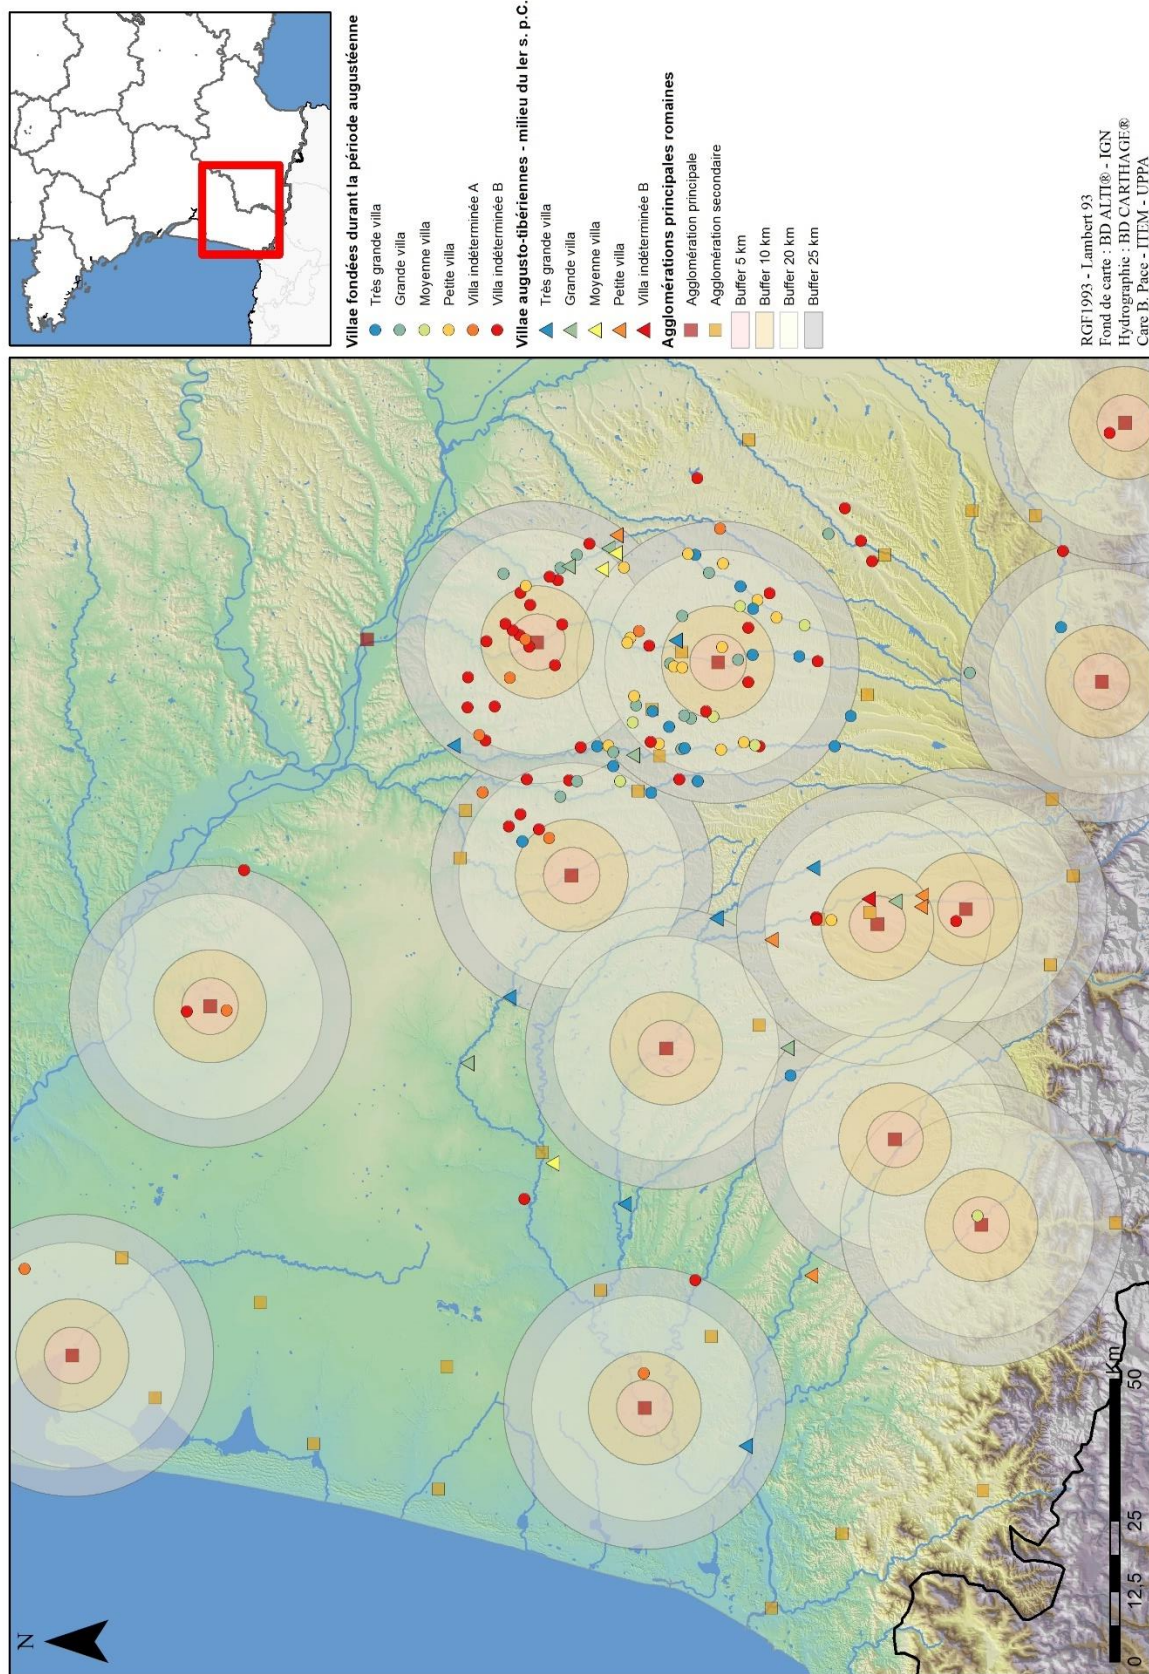 N
Villae fondées durant la période augustéenne
Très grande villa
Grande villa
Moyenne villa
Petite villa
Villa indéterminée A
Villa indéterminée B
Villae augusto-tibériennes - milieu du Ier s. p.C.
Très grande villa
Grande villa
Moyenne villa
Petite villa
Villa indéterminée B
Agglomérations principales romaines
Agglomération principale
Agglomération secondaire
Buffer 5 km
Buffer 10 km
Buffer 20 km
Buffer 25 km
RGF1993 - Lambert 93
Fond de carte : BD ALTI® - IGN
Hydrographie : BD CARTHAGE®
Care B. Pace - ITEM - UPPA
0 12,5 25 50
Km